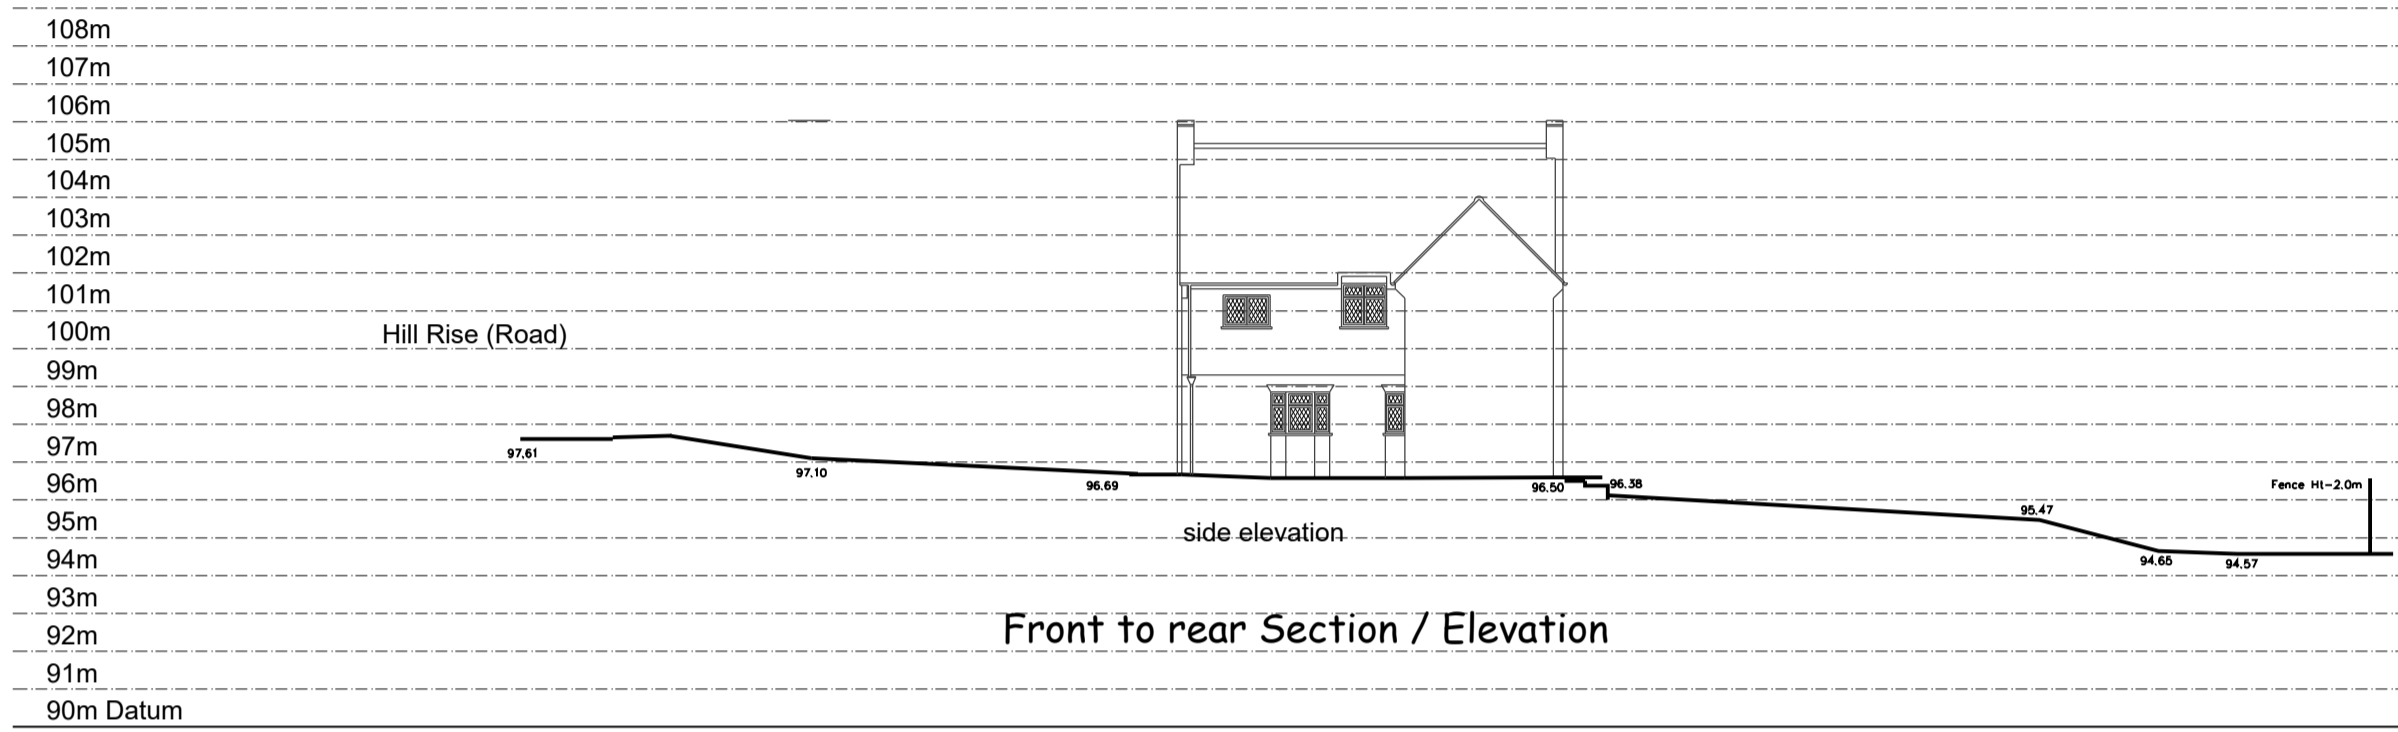 108m
107m
106m
105m
104m
103m
102m
101m
100m
Hill Rise (Road)
99m
98m
97m
97.61
97.10
96m
96.69
96.50
96.38
Fence Ht-2.0m
95m
95.47
side elevation
94m
94.65
94.57
93m
92m
Front to rear Section / Elevation
91m
90m Datum